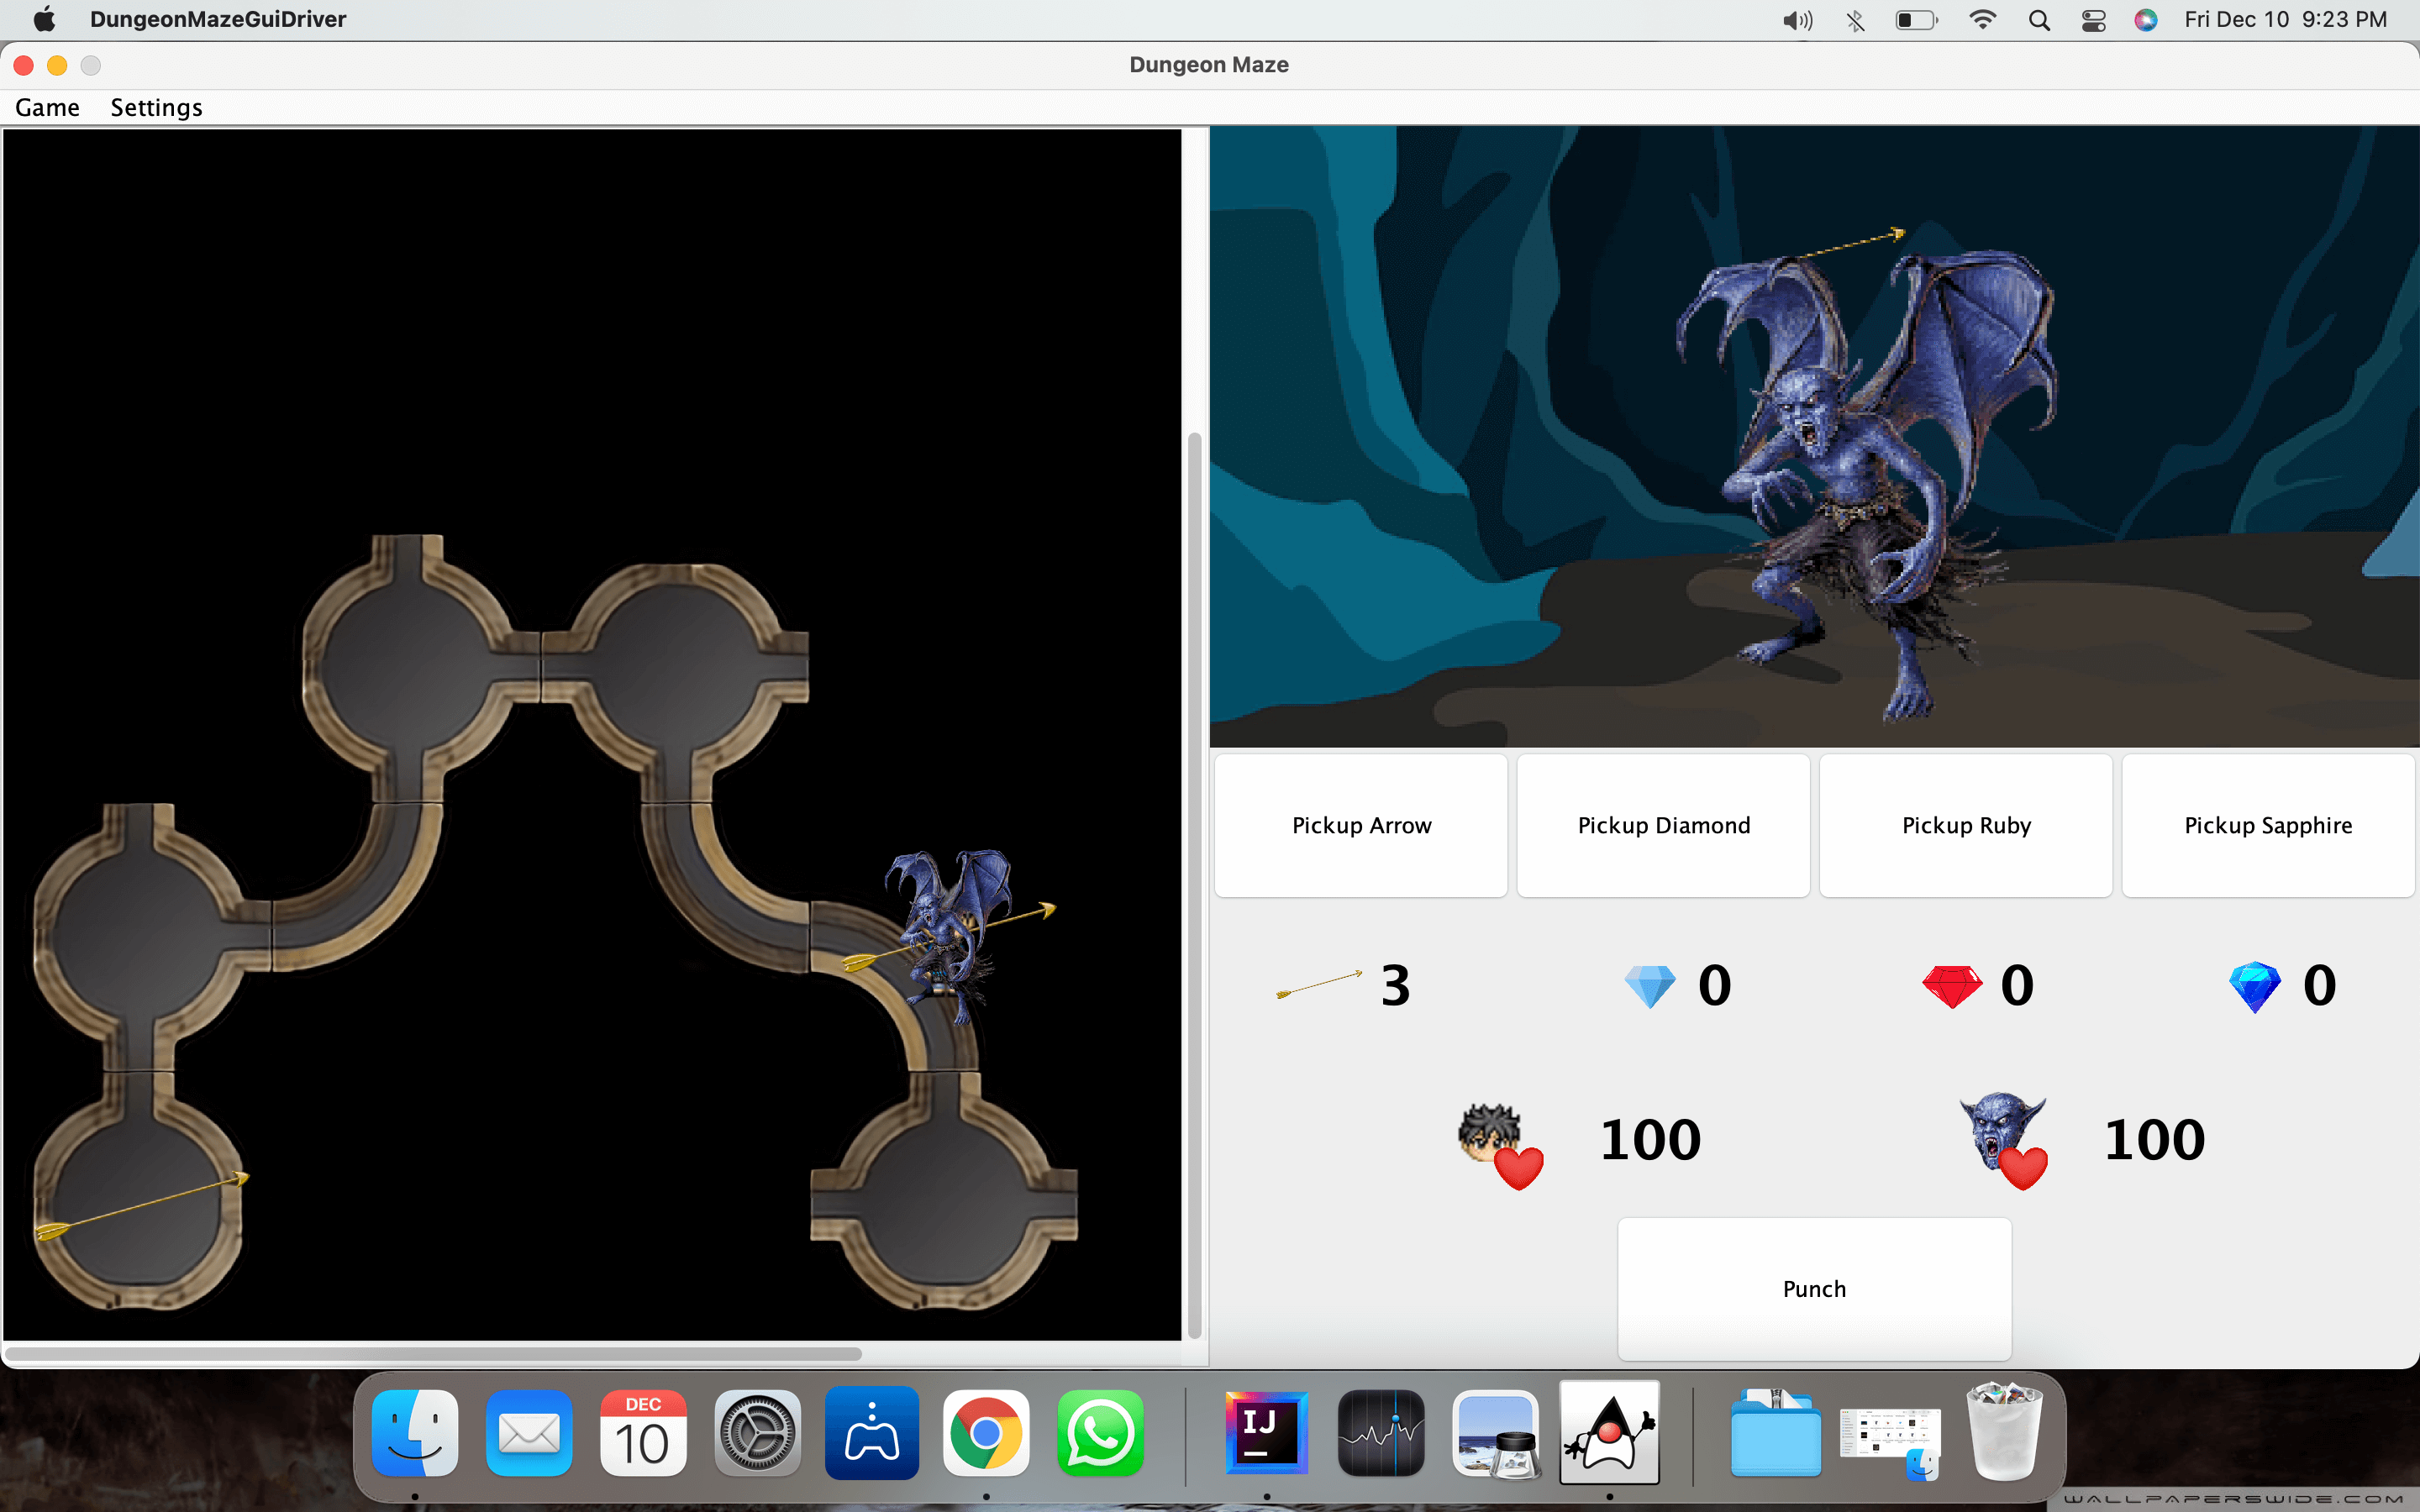 DungeonMazeGuiDriver
Fri Dec 10 9:23 PM
Dungeon Maze
Game Settings
Pickup Arrow
Pickup Diamond
Pickup Ruby
Pickup Sapphire
3
0
0
0
100
100
Punch
DEC
10
IJ
WALLPAPERSWIDE.COM